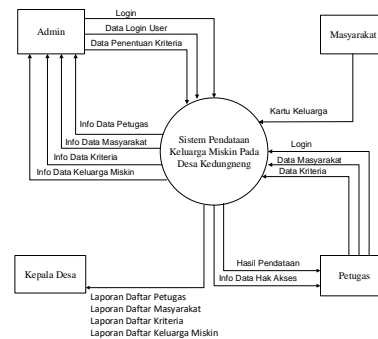 Login
Admin
Data Login User
Data Penentuan Kriteria
Masyarakat
Kartu Keluarga
Info Data Petugas
Info Data Masyarakat
Info Data Kriteria
Info Data Keluarga Miskin
Sistem Pendataan
Keluarga Miskin Pada
Desa Kedungneng
Login
Data Masyarakat
Data Kriteria
Kepala Desa
Hasil Pendataan
Info Data Hak Akses
Petugas
Laporan Daftar Petugas
Laporan Daftar Masyarakat
Laporan Daftar Kriteria
Laporan Daftar Keluarga Miskin